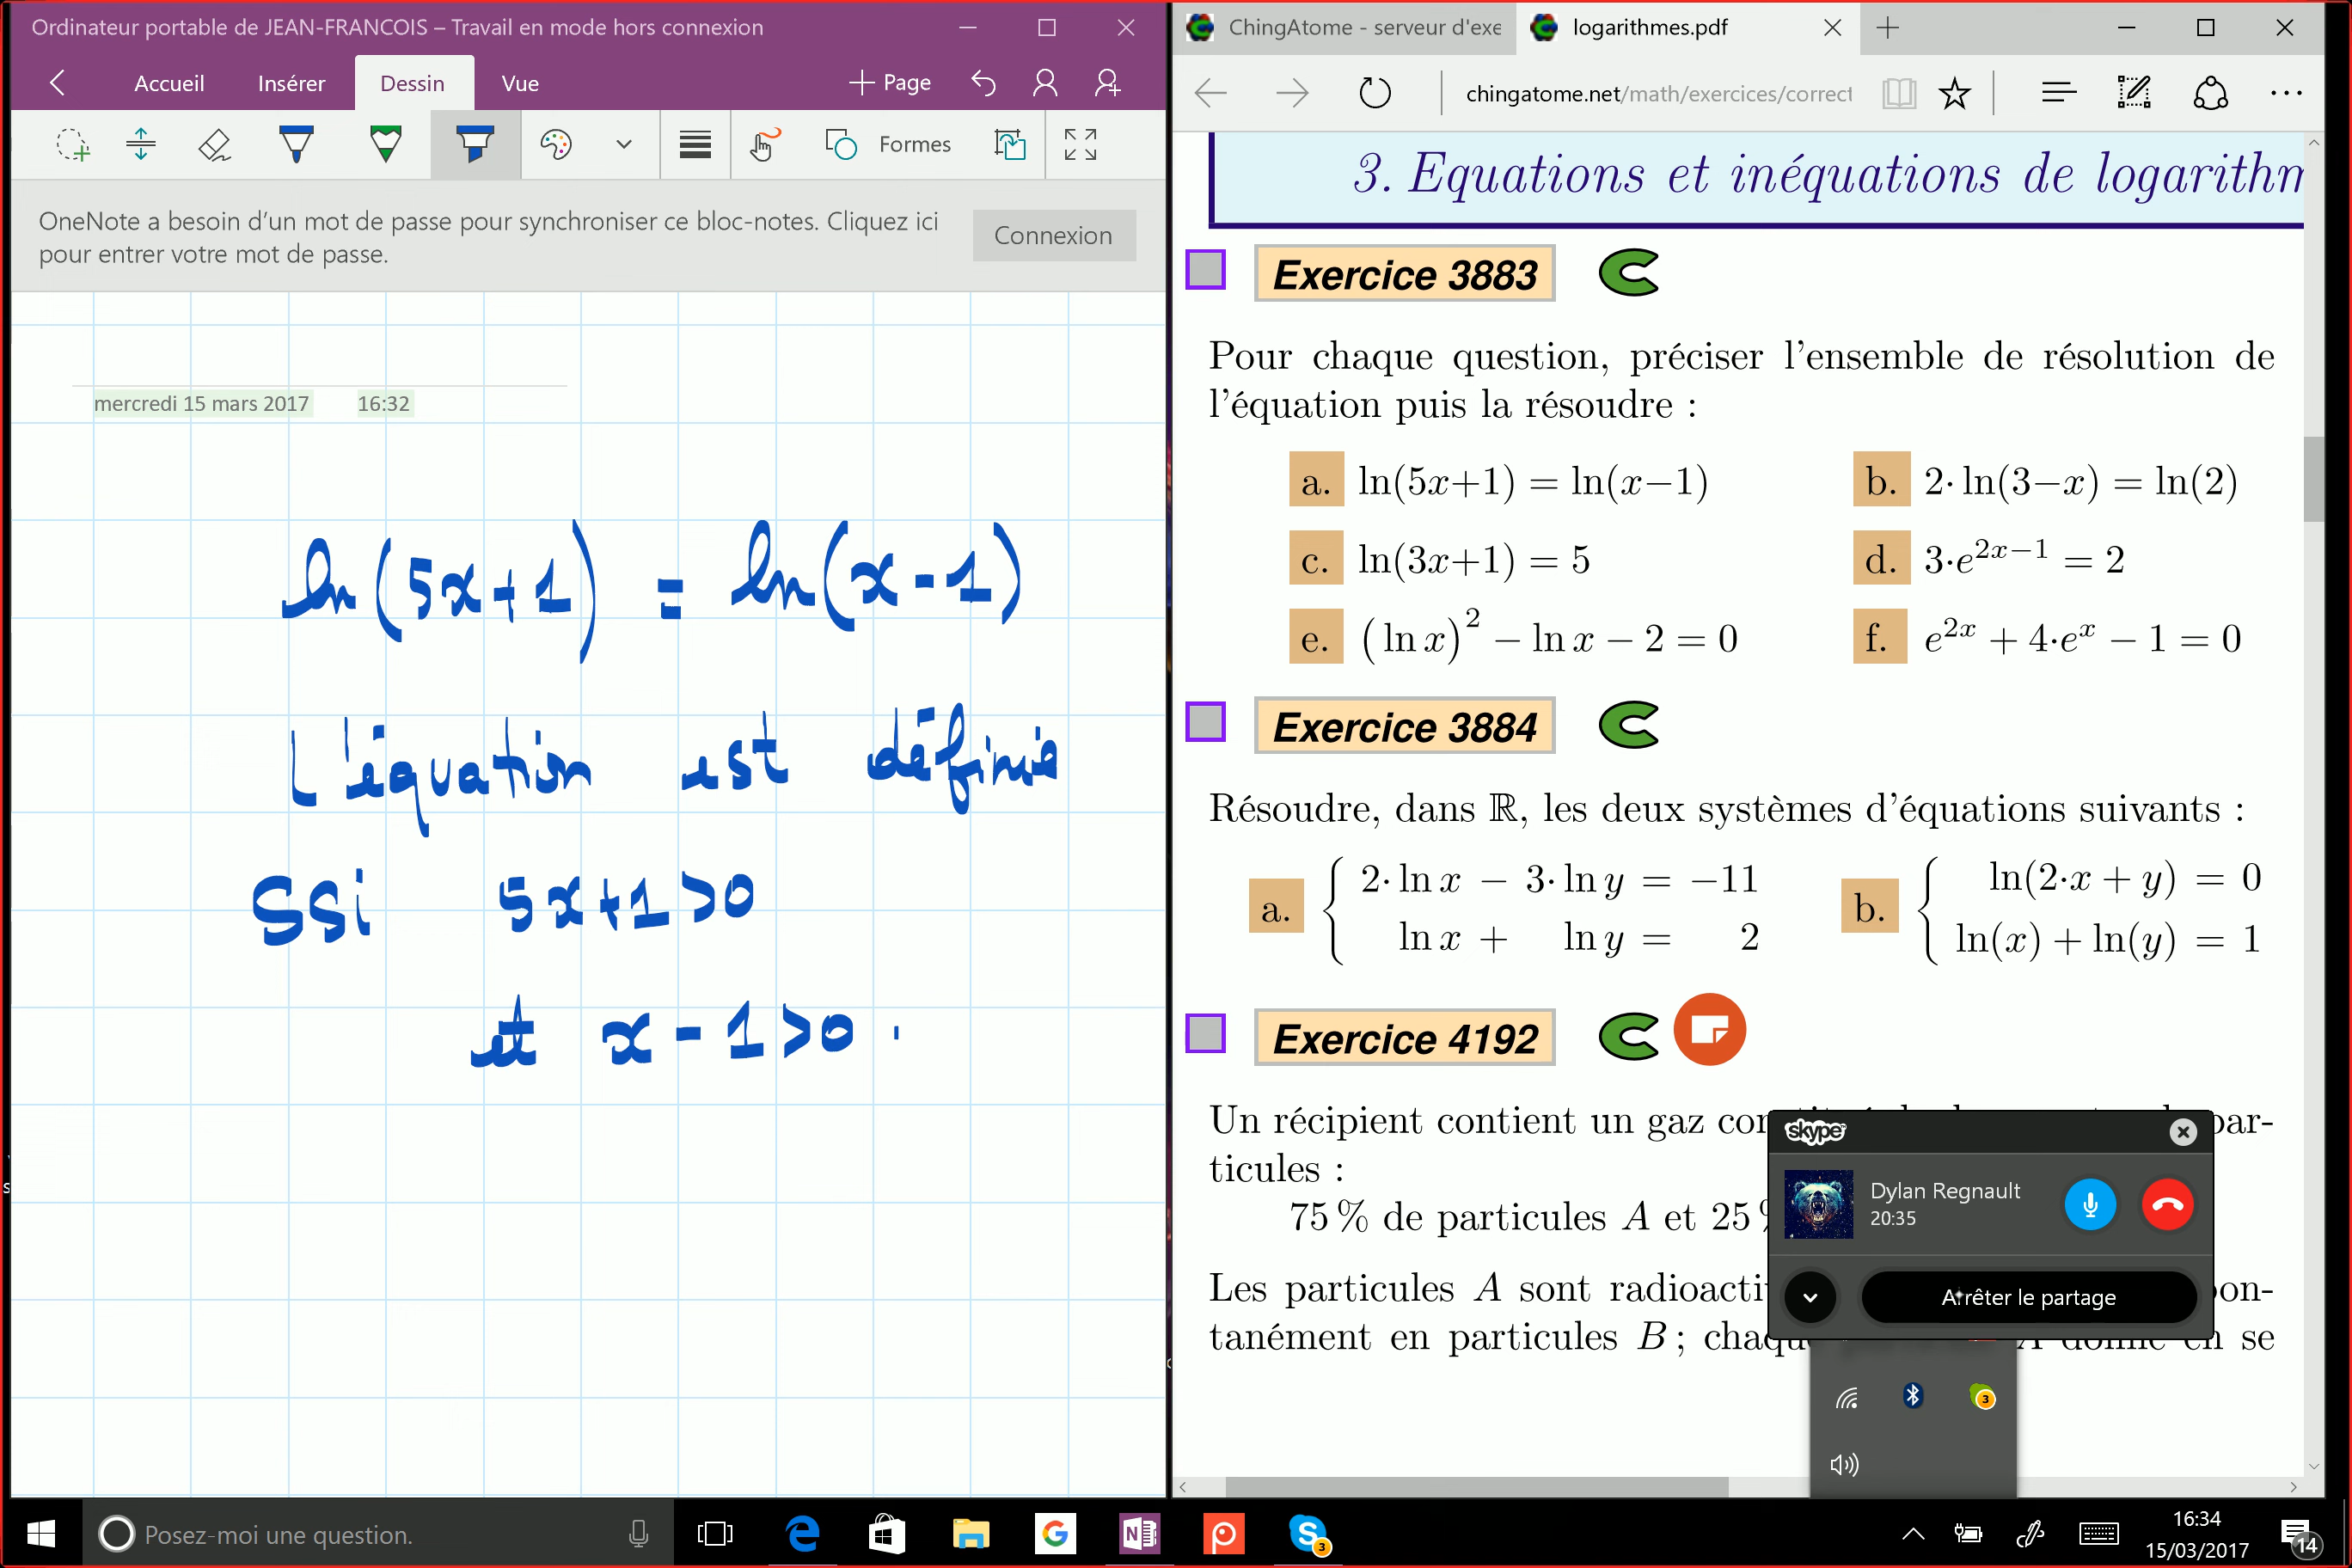 Ordinateur portable de JEAN-FRANCOIS – Travail en mode hors connexion
Accueil Insérer Dessin Vue Page
Formes
OneNote a besoin d'un mot de passe pour synchroniser ce bloc-notes. Cliquez ici
pour entrer votre mot de passe.
Connexion
mercredi 15 mars 2017 16:32
ln(5x+1) = ln(x-1)
L'équation est définie
SSi 5x+1>0
et x-1>0.
ChingAtome - serveur d'exe
logarithmes.pdf
chingatome.net/math/exercices/correct
3. Equations et inéquations de logarithm
Exercice 3883
Pour chaque question, préciser l'ensemble de résolution de
l'équation puis la résoudre :
a. ln(5x+1) = ln(x−1) b. 2·ln(3−x) = ln(2)
c. ln(3x+1) = 5 d. 3·e^{2x−1} = 2
e. (ln x)² − ln x − 2 = 0 f. e^{2x} + 4·e^x − 1 = 0
Exercice 3884
Résoudre, dans ℝ, les deux systèmes d'équations suivants :
a. { 2·ln x − 3·ln y = −11
ln x + ln y = 2
b. { ln(2·x + y) = 0
ln(x) + ln(y) = 1
Exercice 4192
Un récipient contient un gaz par-
ticules :
75 % de particules A et 25
Les particules A sont
tanément en particules B ; en se
skype
Dylan Regnault
20:35
Arrêter le partage
3
Posez-moi une question.
3
16:34
15/03/2017
14